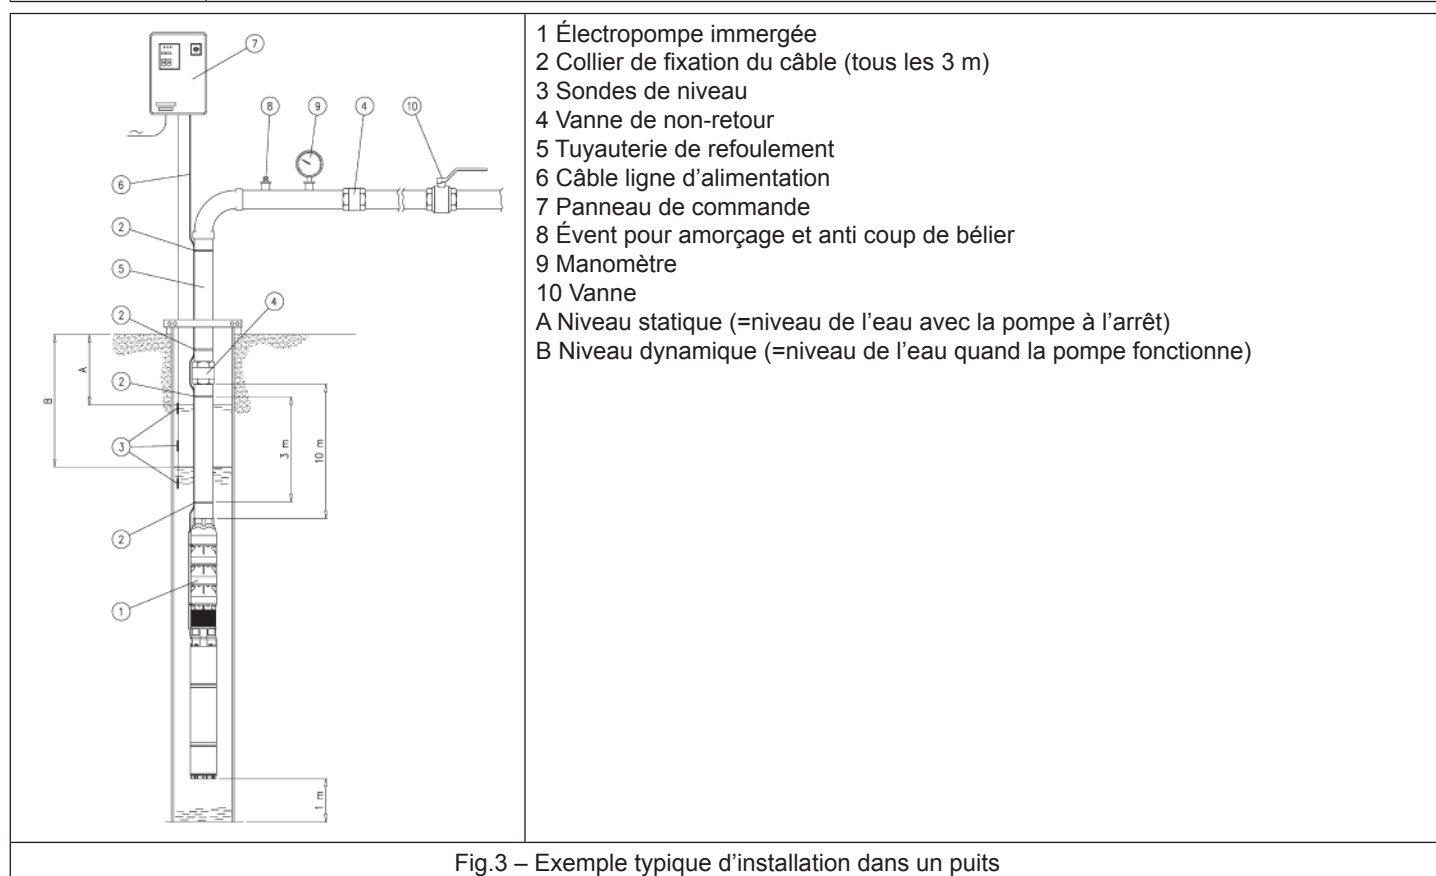 7
8
9
4
10
6
2
5
4
2
A
2
B
3
3 m
10 m
2
1
1 m
1 Électropompe immergée
2 Collier de fixation du câble (tous les 3 m)
3 Sondes de niveau
4 Vanne de non-retour
5 Tuyauterie de refoulement
6 Câble ligne d’alimentation
7 Panneau de commande
8 Évent pour amorçage et anti coup de bélier
9 Manomètre
10 Vanne
A Niveau statique (=niveau de l’eau avec la pompe à l’arrêt)
B Niveau dynamique (=niveau de l’eau quand la pompe fonctionne)
Fig.3 – Exemple typique d’installation dans un puits